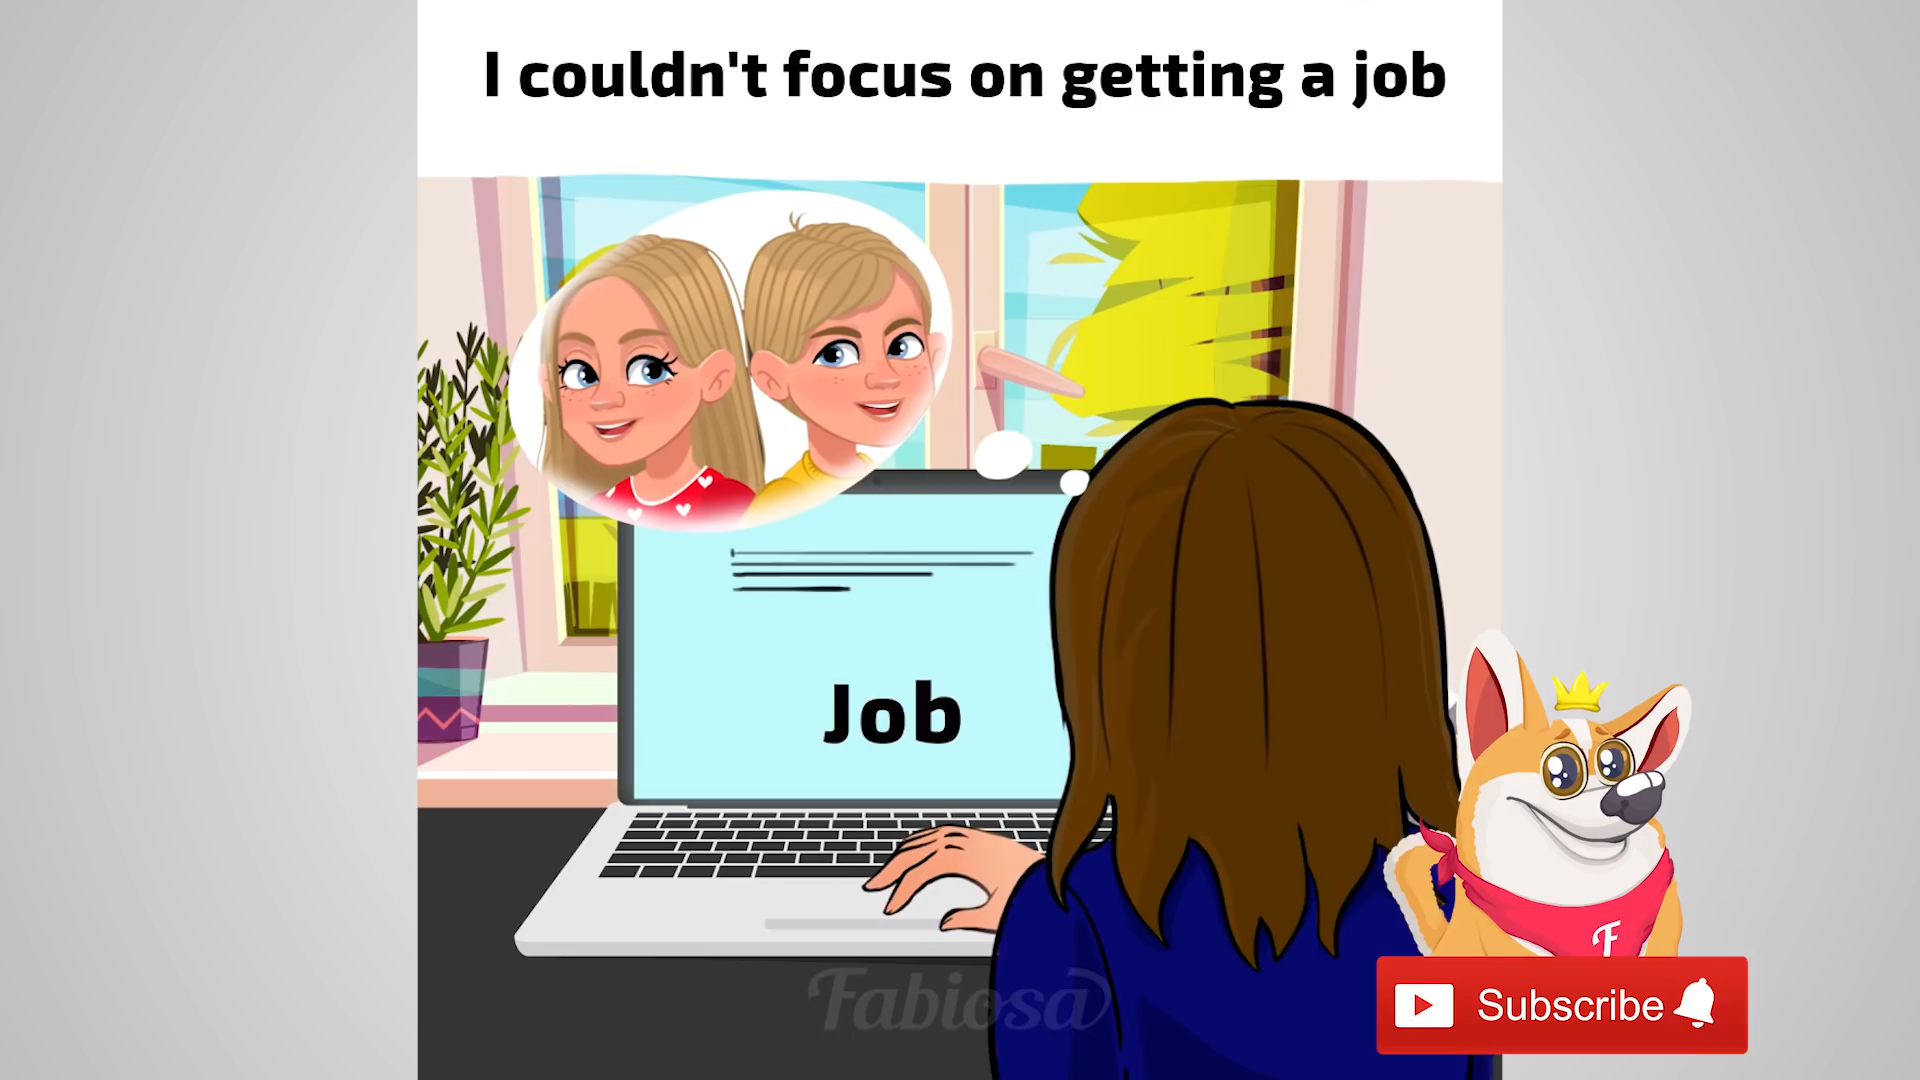 I couldn't focus on getting a job
Job
F
Fabiosa
Subscribe